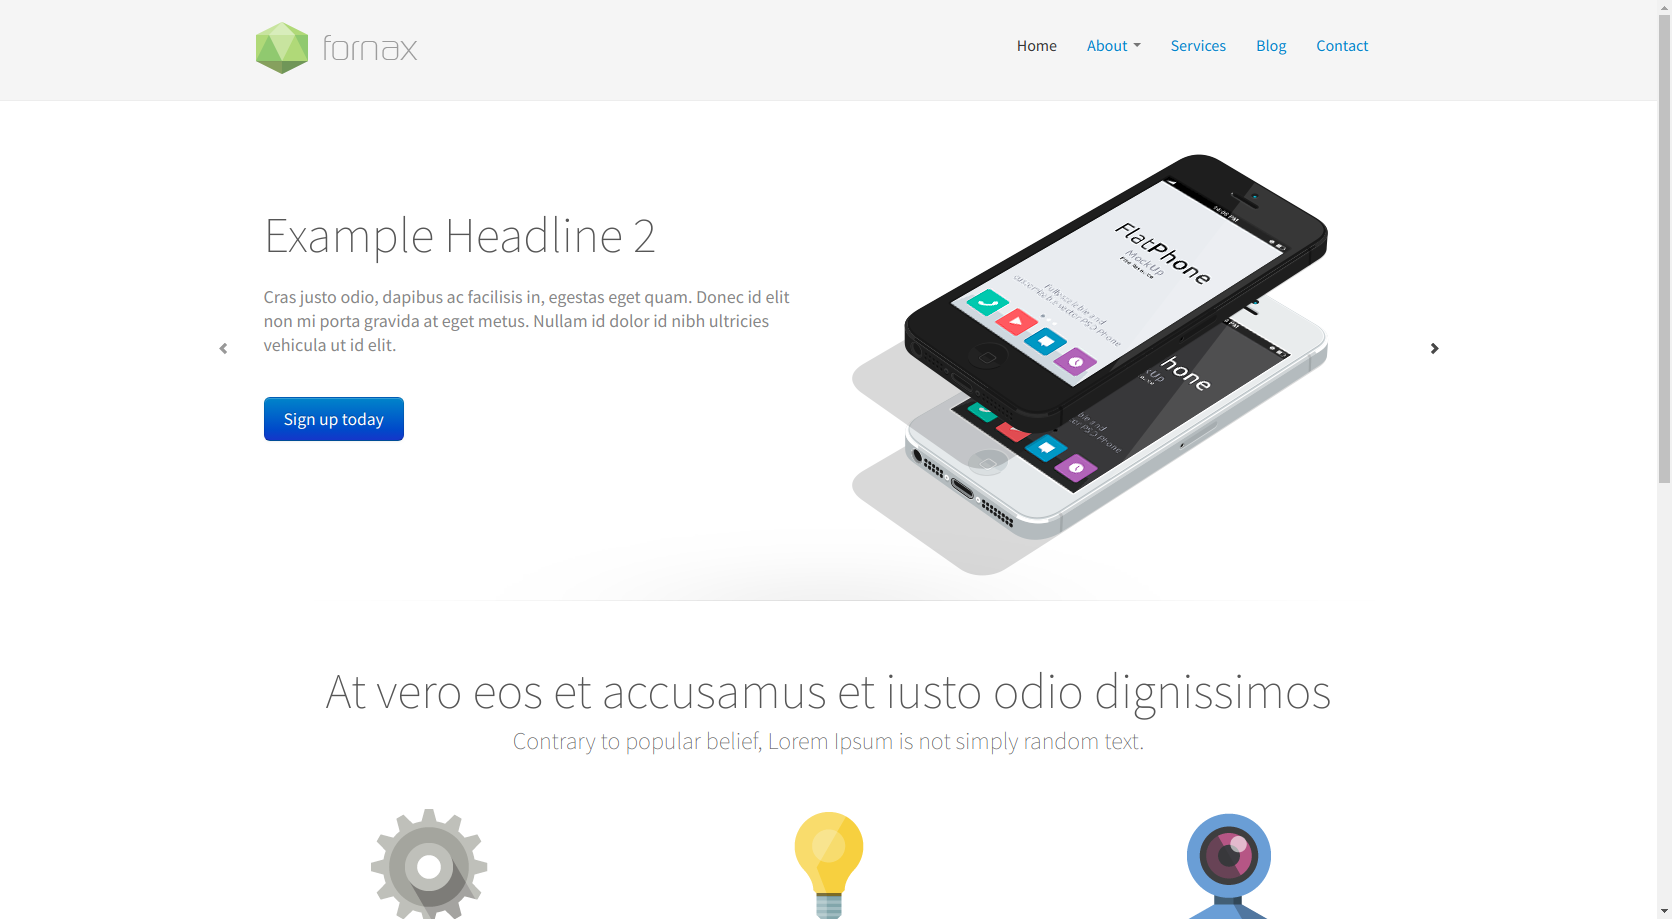 fornax
Home About Services Blog Contact
Example Headline 2
Cras justo odio, dapibus ac facilisis in, egestas eget quam. Donec id elit
non mi porta gravida at eget metus. Nullam id dolor id nibh ultricies
vehicula ut id elit.
Sign up today
FlatPhone
MockUp
hone
At vero eos et accusamus et iusto odio dignissimos
Contrary to popular belief, Lorem Ipsum is not simply random text.